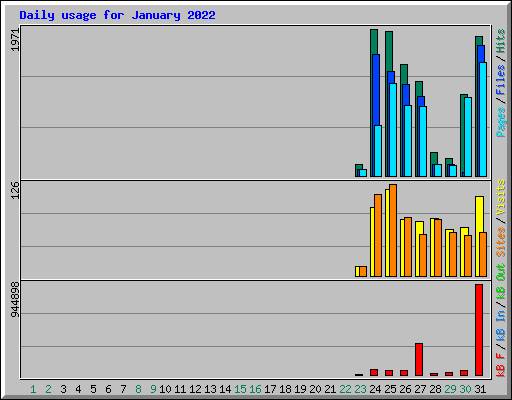 Daily usage for January 2022
1971
126
944898
Pages / Files / Hits
Sites / Visits
kB F / kB In / kB Out
1 2 3 4 5 6 7 8 9 10 11 12 13 14 15 16 17 18 19 20 21 22 23 24 25 26 27 28 29 30 31